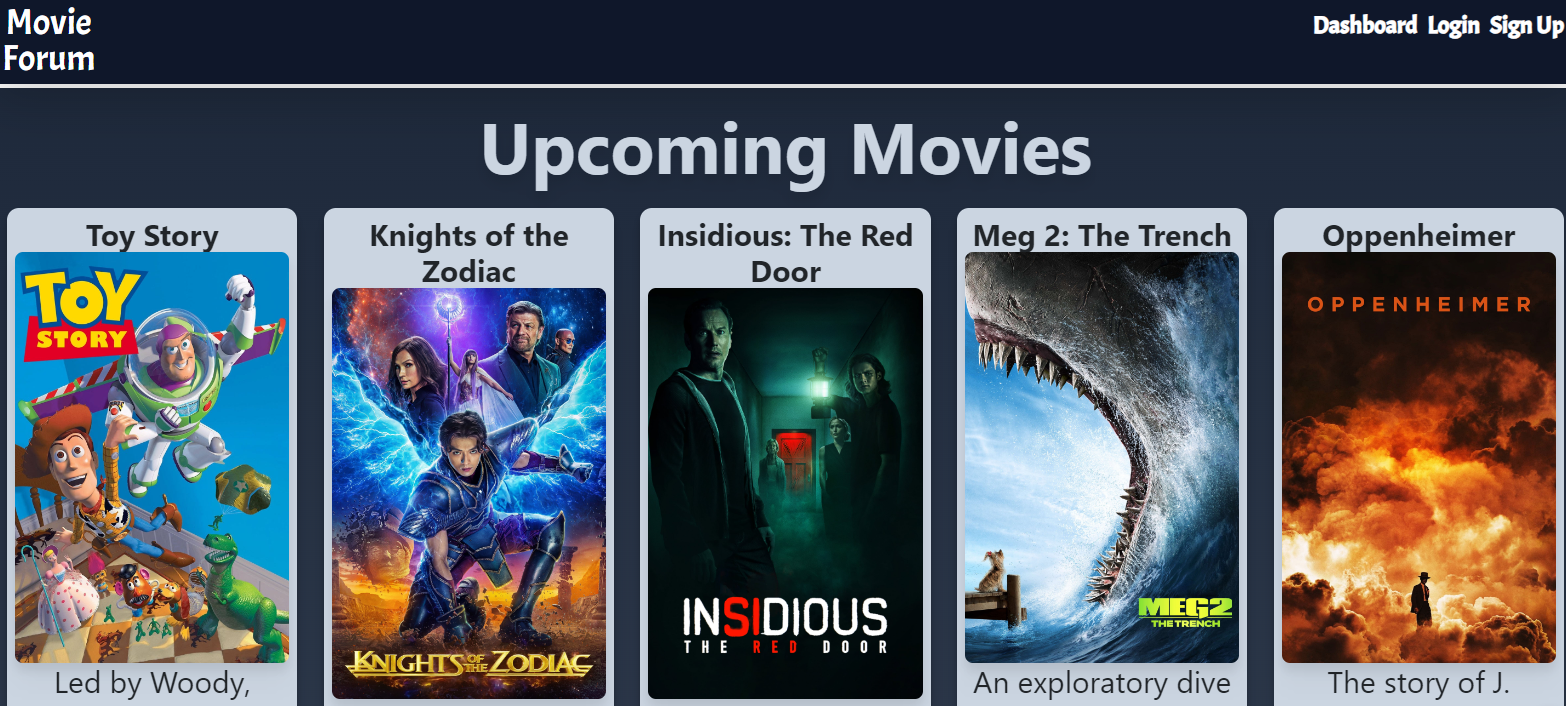 Movie
Forum
Dashboard Login Sign Up
Upcoming Movies
Toy Story
TOY
STORY
Led by Woody,
Knights of the
Zodiac
KNIGHTS OF THE ZODIAC
Insidious: The Red
Door
INSIDIOUS
THE RED DOOR
Meg 2: The Trench
MEG2
THE TRENCH
An exploratory dive
Oppenheimer
OPPENHEIMER
The story of J.